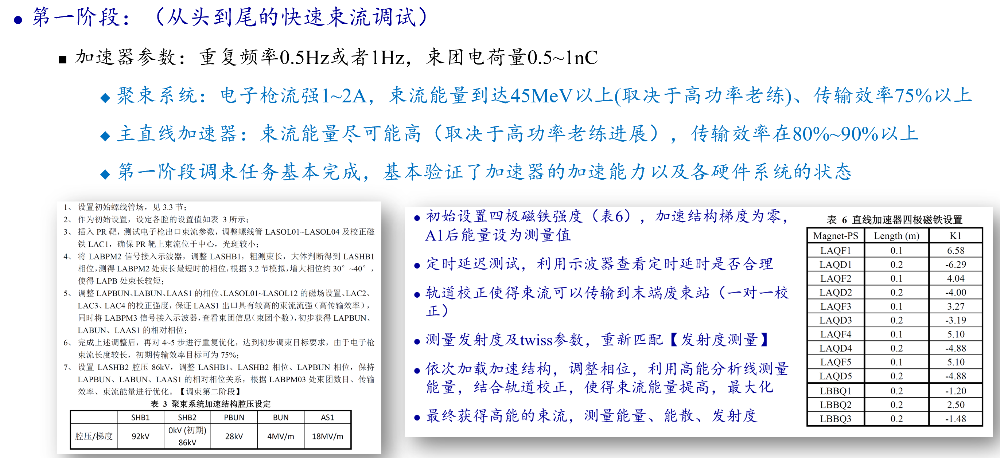 • 第一阶段：（从头到尾的快速束流调试）
■ 加速器参数：重复频率0.5Hz或者1Hz，束团电荷量0.5~1nC
◆ 聚束系统：电子枪流强1~2A，束流能量到达45MeV以上(取决于高功率老练)、传输效率75%以上
◆ 主直线加速器：束流能量尽可能高（取决于高功率老练进展），传输效率在80%~90%以上
◆ 第一阶段调束任务基本完成，基本验证了加速器的加速能力以及各硬件系统的状态
1、 设置初始螺线管场，见 3.3 节；
2、 作为初始设置，设定各腔的设置值如表 3 所示；
3、 插入 PR 靶，测试电子枪出口束流参数，调整螺线管 LASOL01~LASOL04 及校正磁
铁 LAC1，确保 PR 靶上束流位于中心，光斑较小；
4、 将 LABPM2 信号接入示波器，调整 LASHB1，粗测束长，大体判断得到 LASHB1
相位，测得 LABPM2 处束长最短时的相位，根据 3.2 节模拟，增大相位约 30° ~40° ，
使得 LAPB 处束长较短；
5、 调整 LAPBUN、LABUN、LAAS1 的相位、LASOL01~LASOL12 的磁场设置、LAC2、
LAC3、LAC4 的校正强度，保证 LAAS1 出口具有较高的束流流强（高传输效率），
同时将 LABPM3 信号接入示波器，查看束团信息（束团个数），初步获得 LAPBUN、
LABUN、LAAS1 的相对相位；
6、 完成上述调整后，再对 4~5 步进行重复优化，达到初步调束目标要求，由于电子枪
束流长度较长，初期传输效率目标可为 75%；
7、 设置 LASHB2 腔压 86kV，调整 LASHB1、LASHB2 相位、LAPBUN 相位，保持
LAPBUN、LABUN、LAAS1 的相对相位关系，根据 LABPM03 处束团数目、传输
效率、束流能量进行优化。【调束第二阶段】
表 3 聚束系统加速结构腔压设定
SHB1 SHB2 PBUN BUN AS1
腔压/梯度 92kV 0kV (初期) 86kV 28kV 4MV/m 18MV/m
• 初始设置四极磁铁强度（表6），加速结构梯度为零，
A1后能量设为测量值
• 定时延迟测试，利用示波器查看定时延时是否合理
• 轨道校正使得束流可以传输到末端废束站（一对一校
正）
• 测量发射度及twiss参数，重新匹配【发射度测量】
• 依次加载加速结构，调整相位，利用高能分析线测量
能量，结合轨道校正，使得束流能量提高，最大化
• 最终获得高能的束流，测量能量、能散、发射度
表 6 直线加速器四极磁铁设置
Magnet-PS Length (m) K1
LAQF1 0.1 6.58
LAQD1 0.2 -6.29
LAQF2 0.1 4.04
LAQD2 0.2 -4.00
LAQF3 0.1 3.27
LAQD3 0.2 -3.19
LAQF4 0.1 5.10
LAQD4 0.2 -4.88
LAQF5 0.1 5.10
LAQD5 0.2 -4.88
LBBQ1 0.2 -1.20
LBBQ2 0.2 2.50
LBBQ3 0.2 -1.48